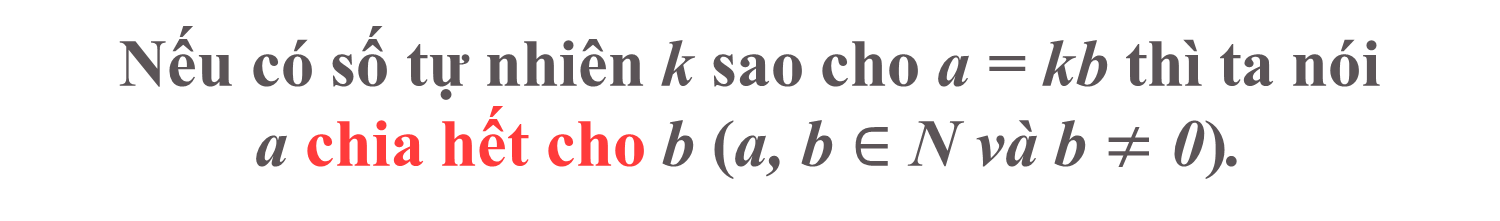 Nếu có số tự nhiên k sao cho a = kb thì ta nói
a chia hết cho b (a, b ∈ N và b ≠ 0).